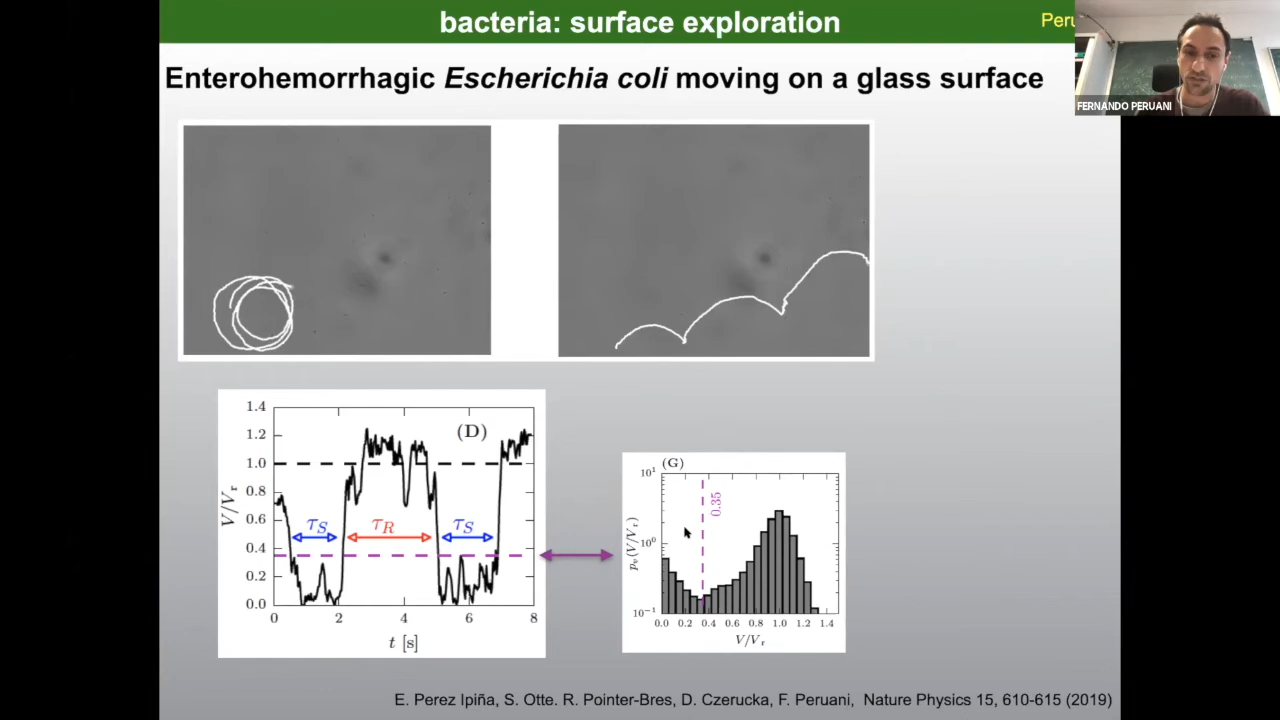 bacteria: surface exploration
Peru
FERNANDO PERUANI
Enterohemorrhagic Escherichia coli moving on a glass surface
(D)
1.4
1.2
1.0
0.8
0.6
0.4
0.2
0.0
V/Vr
τS
τR
τS
0 2 4 6 8
t [s]
(G)
10¹
10⁰
10⁻¹
pv(V/Vr)
0.35
0.0 0.2 0.4 0.6 0.8 1.0 1.2 1.4
V/Vr
E. Perez Ipiña, S. Otte. R. Pointer-Bres, D. Czerucka, F. Peruani, Nature Physics 15, 610-615 (2019)